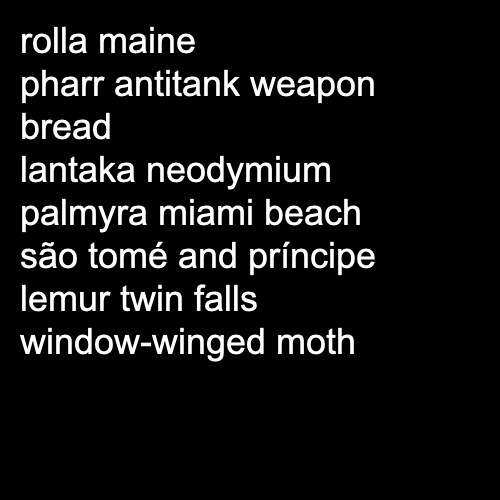 rolla maine
pharr antitank weapon
bread
lantaka neodymium
palmyra miami beach
são tomé and príncipe
lemur twin falls
window-winged moth